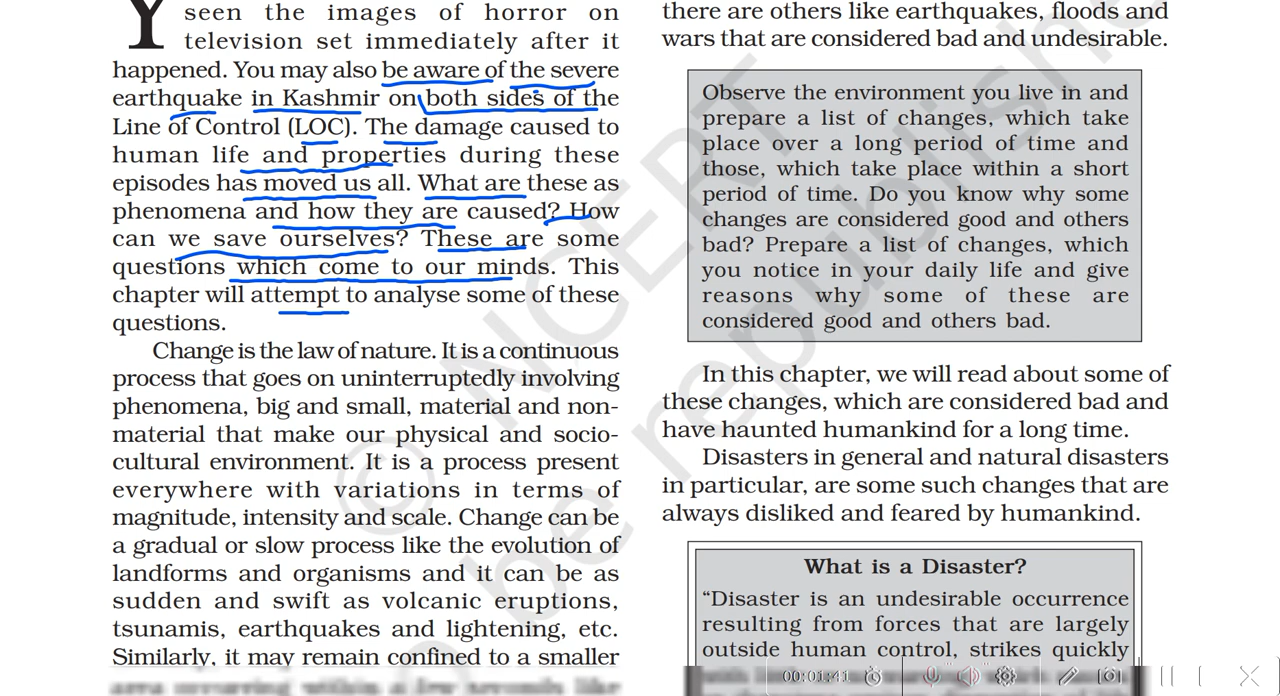 Y
seen the images of horror on
television set immediately after it
happened. You may also be aware of the severe
earthquake in Kashmir on both sides of the
Line of Control (LOC). The damage caused to
human life and properties during these
episodes has moved us all. What are these as
phenomena and how they are caused? How
can we save ourselves? These are some
questions which come to our minds. This
chapter will attempt to analyse some of these
questions.
Change is the law of nature. It is a continuous
process that goes on uninterruptedly involving
phenomena, big and small, material and non-
material that make our physical and socio-
cultural environment. It is a process present
everywhere with variations in terms of
magnitude, intensity and scale. Change can be
a gradual or slow process like the evolution of
landforms and organisms and it can be as
sudden and swift as volcanic eruptions,
tsunamis, earthquakes and lightening, etc.
Similarly, it may remain confined to a smaller
area occurring within a few seconds like
there are others like earthquakes, floods and
wars that are considered bad and undesirable.
Observe the environment you live in and
prepare a list of changes, which take
place over a long period of time and
those, which take place within a short
period of time. Do you know why some
changes are considered good and others
bad? Prepare a list of changes, which
you notice in your daily life and give
reasons why some of these are
considered good and others bad.
In this chapter, we will read about some of
these changes, which are considered bad and
have haunted humankind for a long time.
Disasters in general and natural disasters
in particular, are some such changes that are
always disliked and feared by humankind.
What is a Disaster?
“Disaster is an undesirable occurrence
resulting from forces that are largely
outside human control, strikes quickly
© NCERT
be republishe
00:01:41